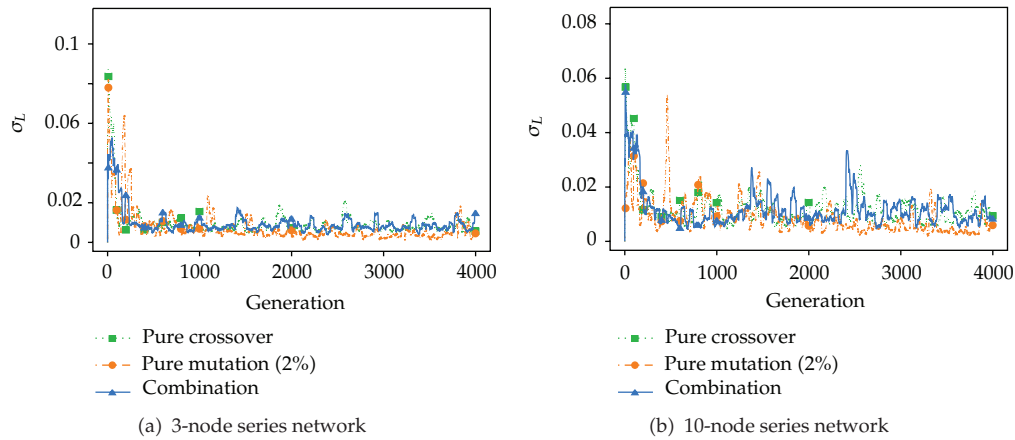 0.1
0.06
0.02
0
σL
0
1000
2000
3000
4000
Generation
Pure crossover
Pure mutation (2%)
Combination
(a) 3-node series network
0.08
0.06
0.04
0.02
0
σL
0
1000
2000
3000
4000
Generation
Pure crossover
Pure mutation (2%)
Combination
(b) 10-node series network